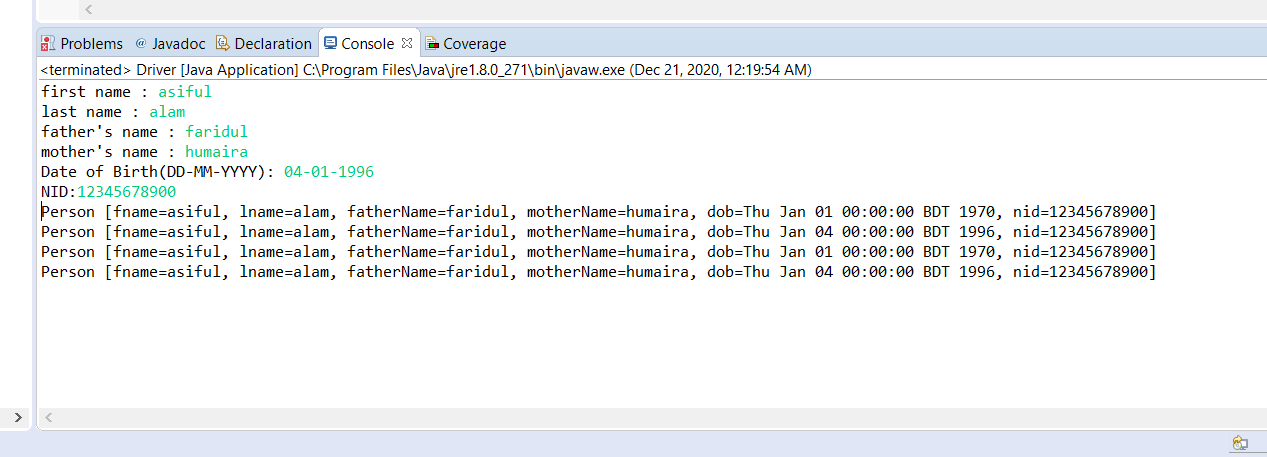 Problems @ Javadoc Declaration Console Coverage
<terminated> Driver [Java Application] C:\Program Files\Java\jre1.8.0_271\bin\javaw.exe (Dec 21, 2020, 12:19:54 AM)
first name : asiful
last name : alam
father's name : faridul
mother's name : humaira
Date of Birth(DD-MM-YYYY): 04-01-1996
NID:12345678900
Person [fname=asiful, lname=alam, fatherName=faridul, motherName=humaira, dob=Thu Jan 01 00:00:00 BDT 1970, nid=12345678900]
Person [fname=asiful, lname=alam, fatherName=faridul, motherName=humaira, dob=Thu Jan 04 00:00:00 BDT 1996, nid=12345678900]
Person [fname=asiful, lname=alam, fatherName=faridul, motherName=humaira, dob=Thu Jan 01 00:00:00 BDT 1970, nid=12345678900]
Person [fname=asiful, lname=alam, fatherName=faridul, motherName=humaira, dob=Thu Jan 04 00:00:00 BDT 1996, nid=12345678900]